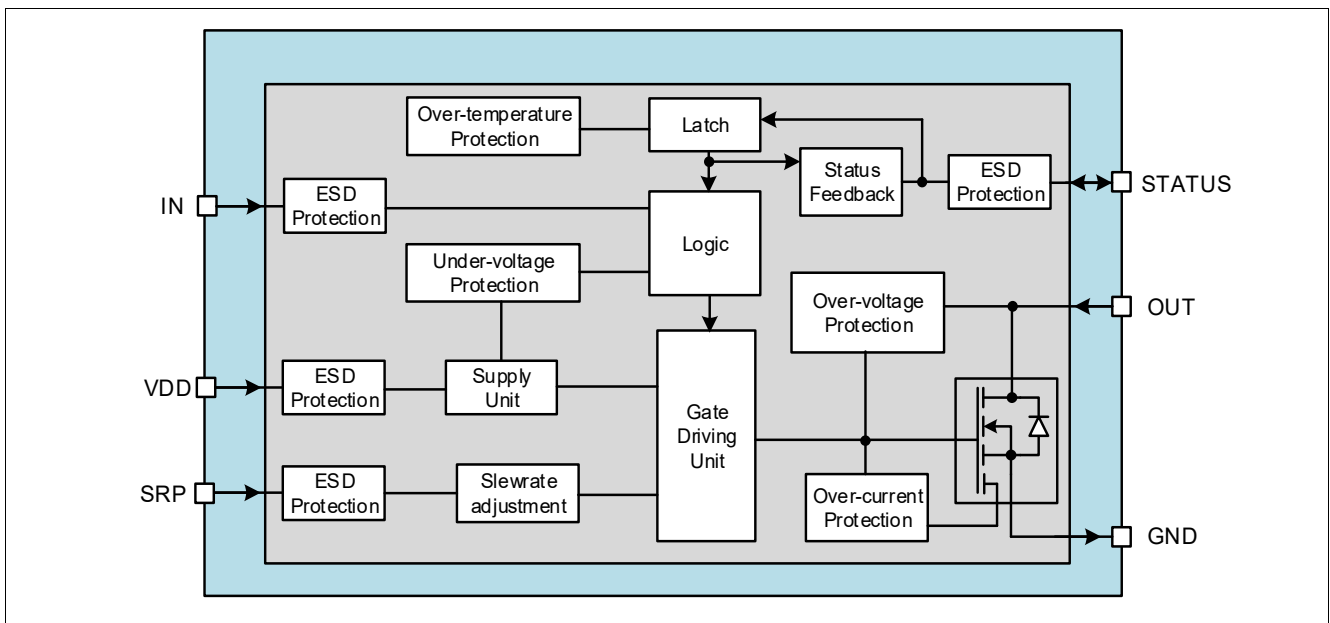 Over-temperature
Protection
Latch
Status
Feedback
ESD
Protection
STATUS
IN
ESD
Protection
Logic
Under-voltage
Protection
Over-voltage
Protection
OUT
VDD
ESD
Protection
Supply
Unit
Gate
Driving
Unit
SRP
ESD
Protection
Slewrate
adjustment
Over-current
Protection
GND